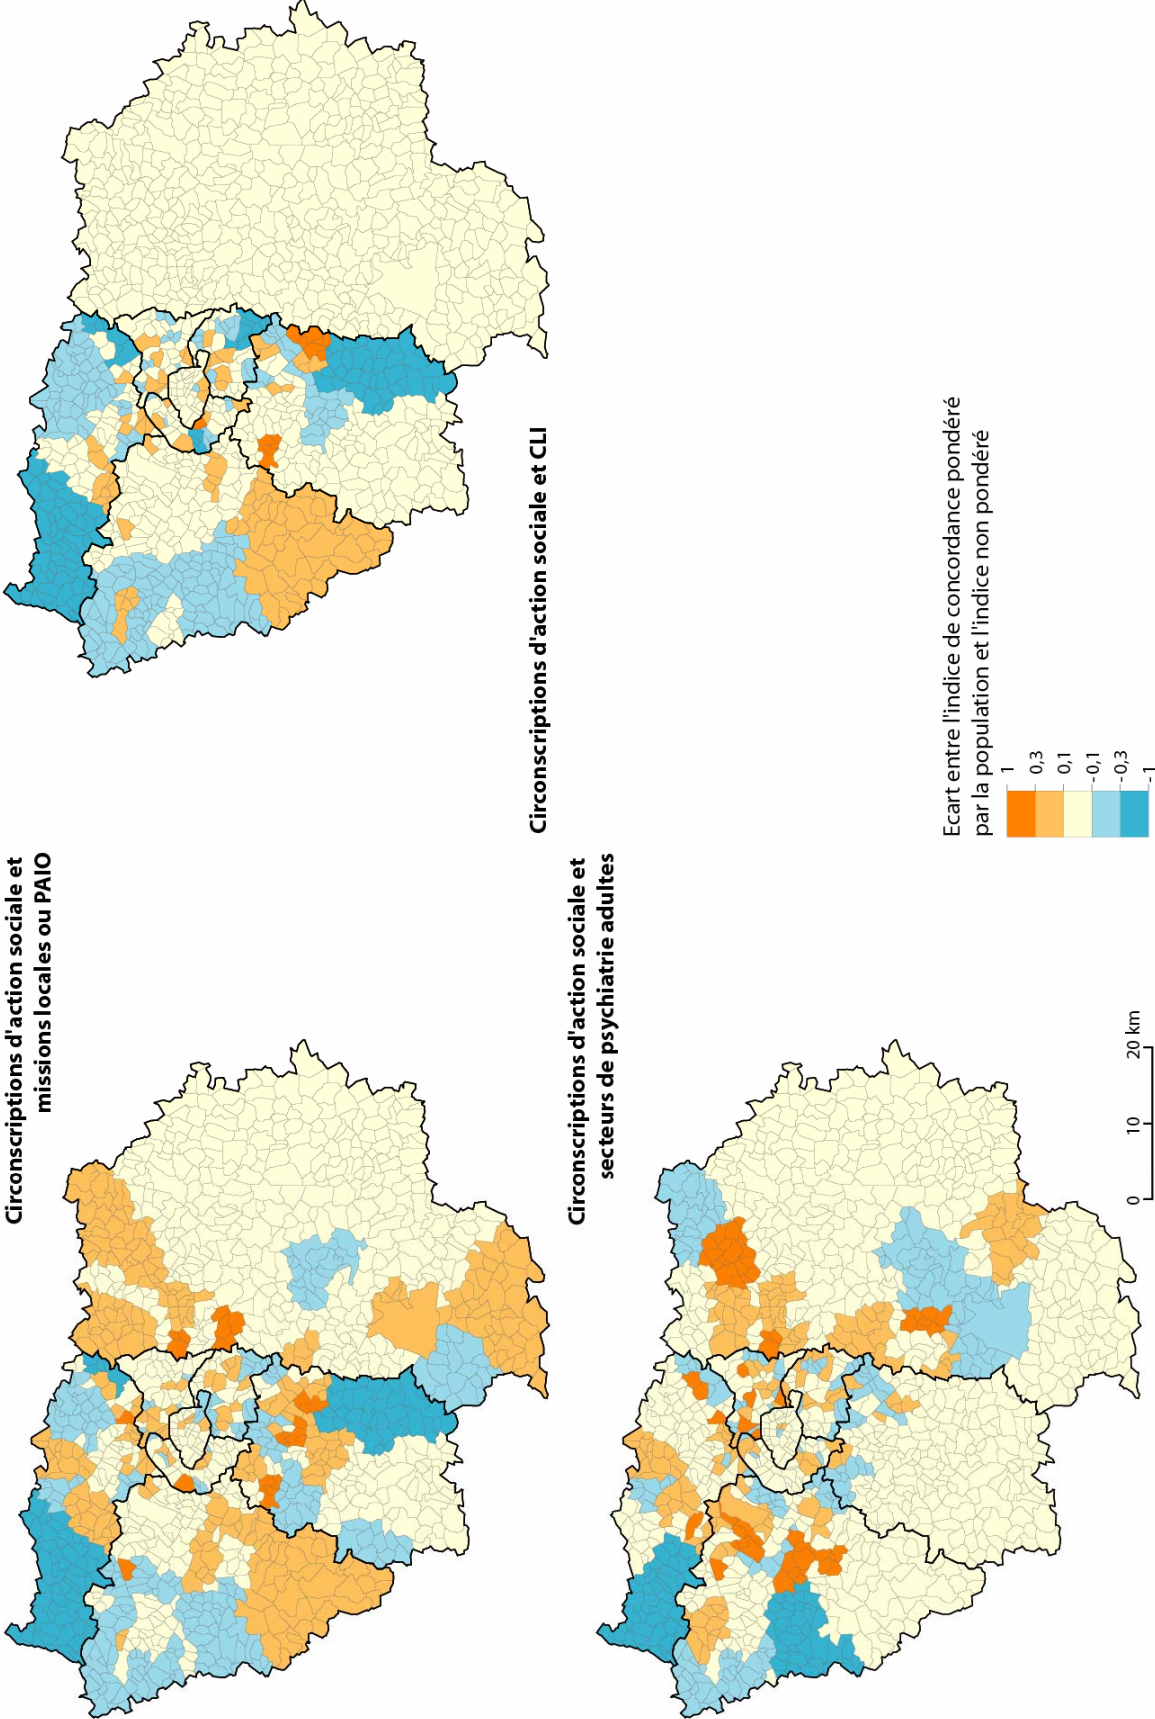 Circonscriptions d'action sociale et
missions locales ou PAIO
Circonscriptions d'action sociale et CLI
Circonscriptions d'action sociale et
secteurs de psychiatrie adultes
Ecart entre l'indice de concordance pondéré
par la population et l'indice non pondéré
1
0,3
0,1
-0,1
-0,3
-1
0 10 20 km